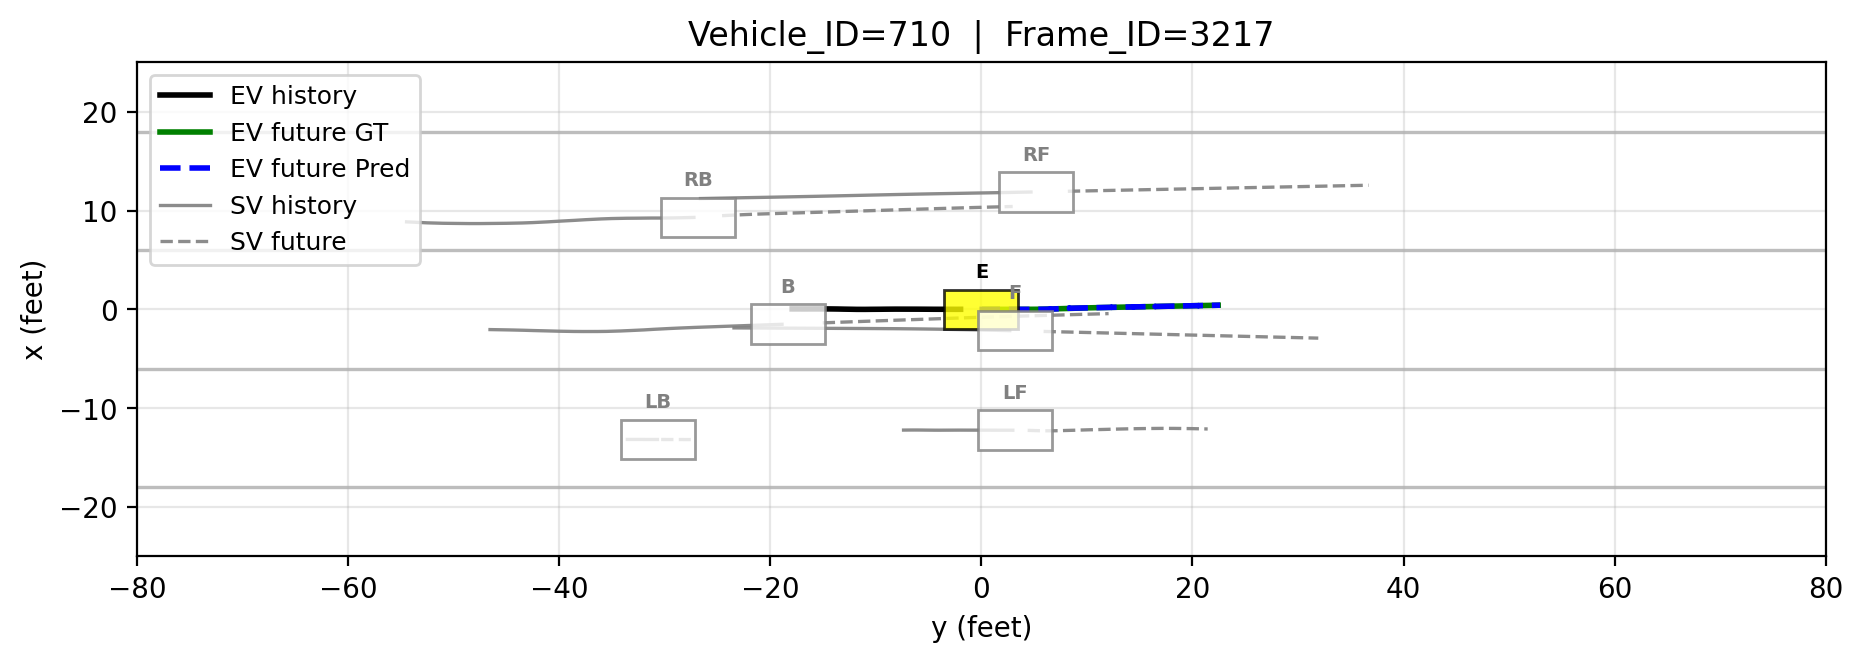 Vehicle_ID=710 | Frame_ID=3217
EV history
EV future GT
EV future Pred
SV history
SV future
20
10
0
−10
−20
x (feet)
RB
RF
E
B
F
LB
LF
−80
−60
−40
−20
0
20
40
60
80
y (feet)